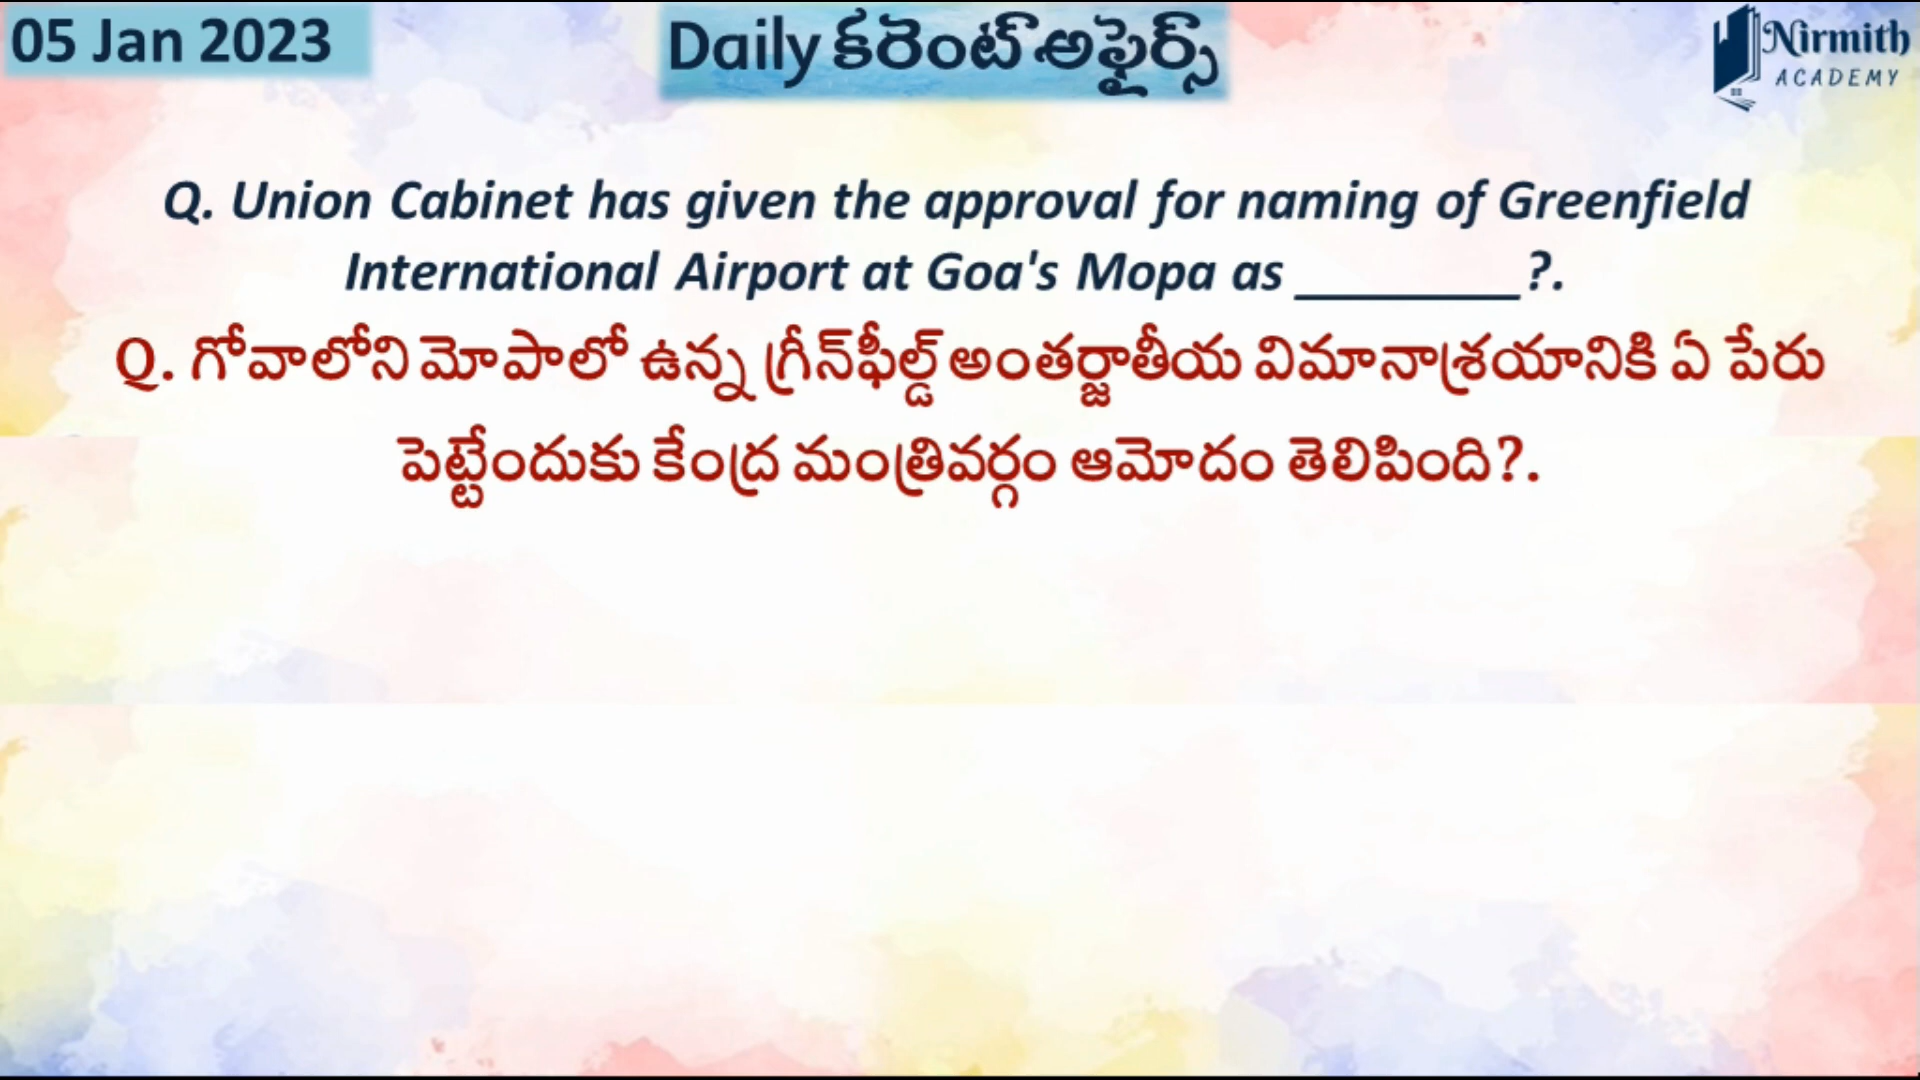 05 Jan 2023
Daily కరెంట్ అఫైర్స్
Nirmith
ACADEMY
Q. Union Cabinet has given the approval for naming of Greenfield
International Airport at Goa's Mopa as ________?.
Q. గోవాలోని మోపాలో ఉన్న గ్రీన్‌ఫీల్డ్ అంతర్జాతీయ విమానాశ్రయానికి ఏ పేరు
పెట్టేందుకు కేంద్ర మంత్రివర్గం ఆమోదం తెలిపింది?.